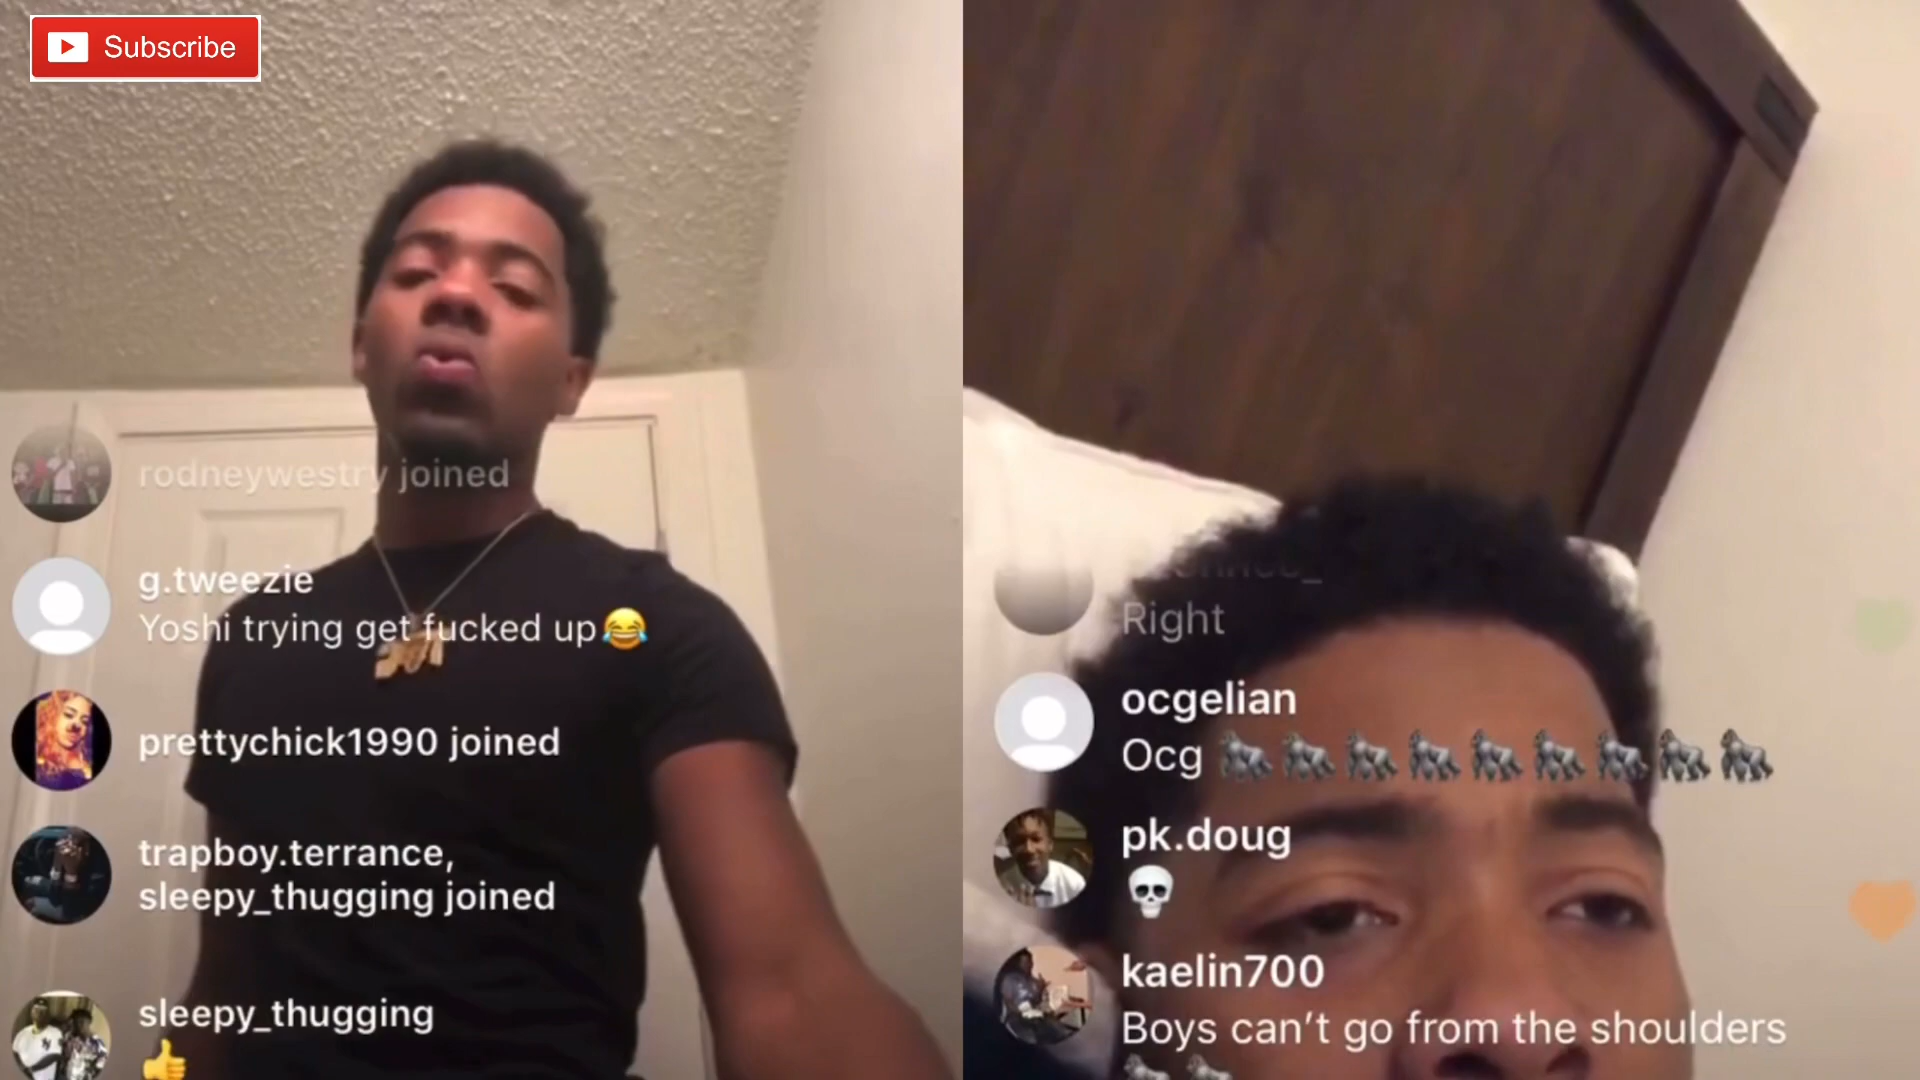 Subscribe
rodneywestry joined
g.tweezie
Yoshi trying get fucked up😂
prettychick1990 joined
trapboy.terrance,
sleepy_thugging joined
sleepy_thugging
👍
Right
ocgelian
Ocg 🦍🦍🦍🦍🦍🦍🦍🦍🦍
pk.doug
💀
kaelin700
Boys can’t go from the shoulders
🦍🦍